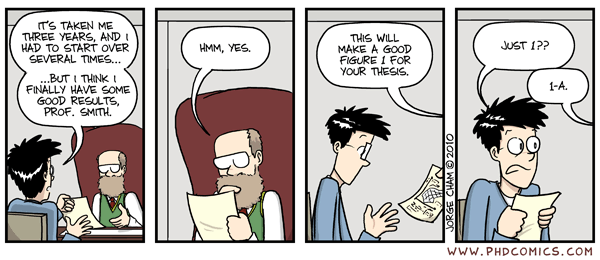 IT'S TAKEN ME
THREE YEARS, AND I
HAD TO START OVER
SEVERAL TIMES...
...BUT I THINK I
FINALLY HAVE SOME
GOOD RESULTS,
PROF. SMITH.
HMM, YES.
THIS WILL
MAKE A GOOD
FIGURE 1 FOR
YOUR THESIS.
JORGE CHAM © 2010
JUST 1??
1-A.
WWW.PHDCOMICS.COM